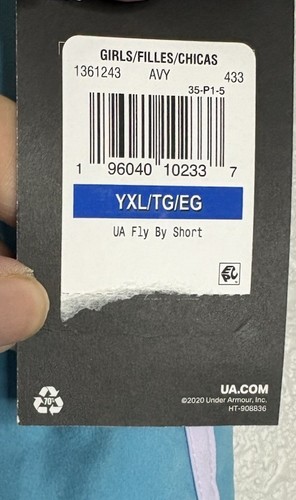 GIRLS/FILLES/CHICAS
1361243 AVY 433
35-P1-5
1 96040 10233 7
YXL/TG/EG
UA Fly By Short
70%
UA.COM
©2020 Under Armour, Inc.
HT-908836